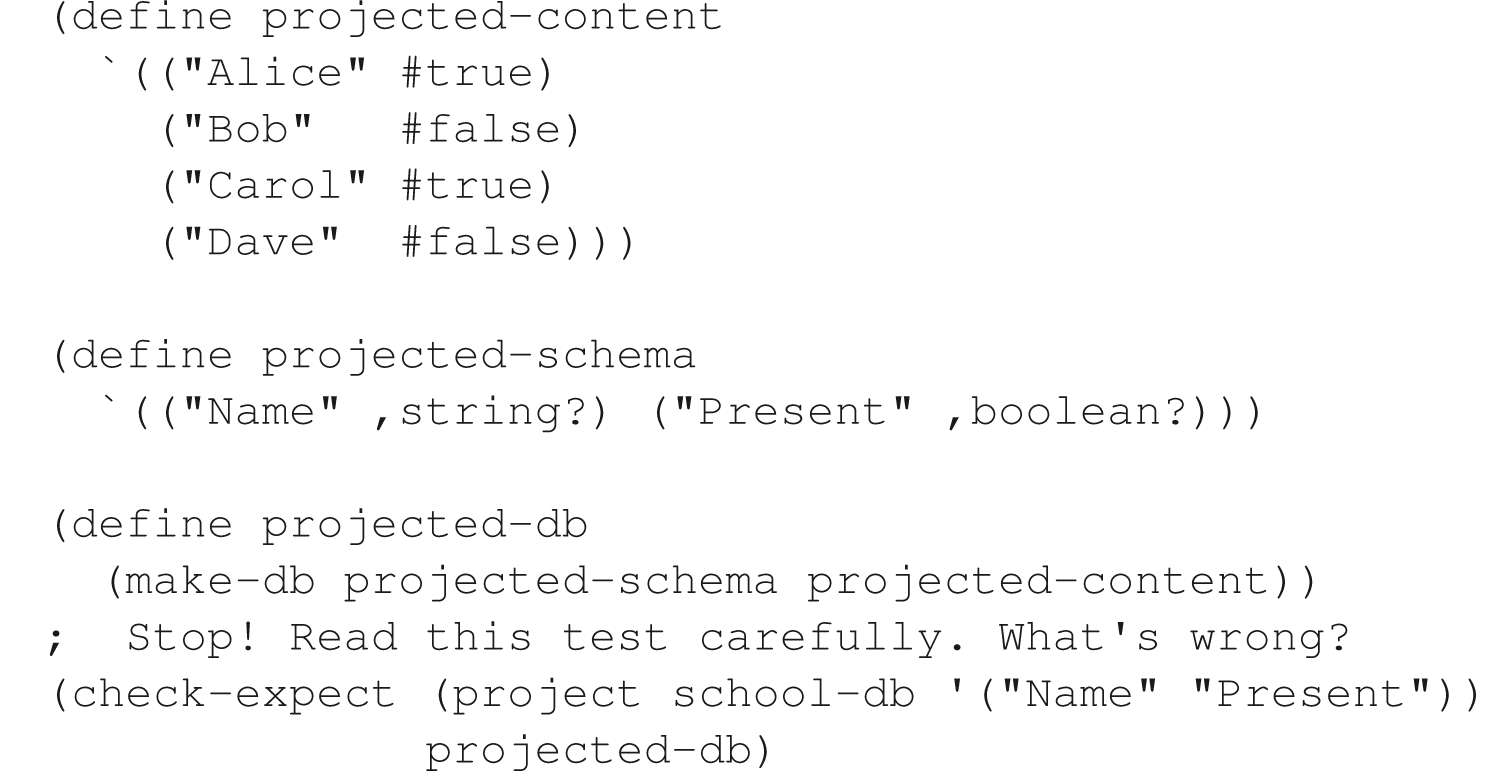 (define projected-content
  `(("Alice" #true)
    ("Bob"   #false)
    ("Carol" #true)
    ("Dave"  #false)))

(define projected-schema
  `(("Name" ,string?) ("Present" ,boolean?)))

(define projected-db
  (make-db projected-schema projected-content))
;  Stop! Read this test carefully. What's wrong?
(check-expect (project school-db '("Name" "Present"))
              projected-db)